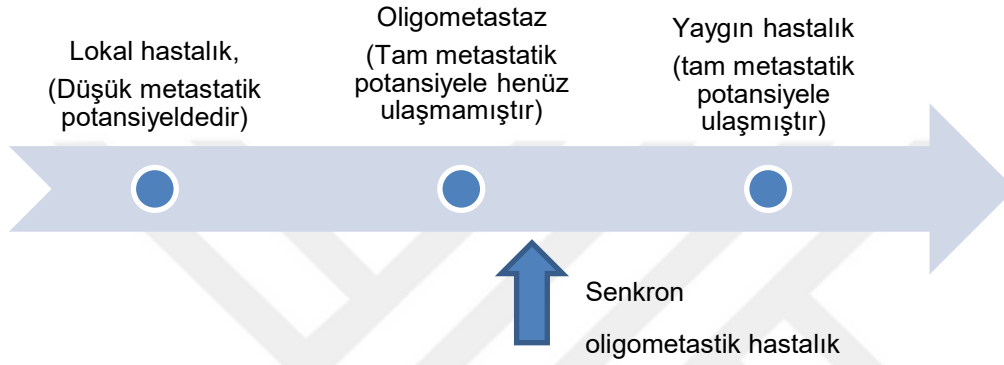 Lokal hastalık,
(Düşük metastatik
potansiyeldedir)
Oligometastaz
(Tam metastatik
potansiyele henüz
ulaşmamıştır)
Yaygın hastalık
(tam metastatik
potansiyele
ulaşmıştır)
Senkron
oligometastik hastalık